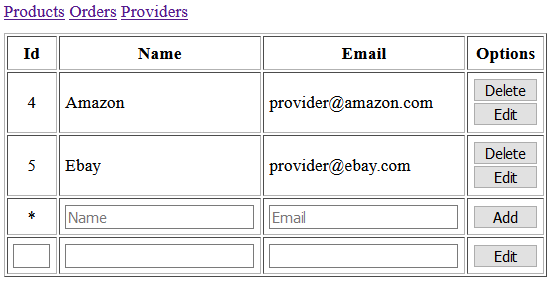 Products Orders Providers
Id Name Email Options
4 Amazon provider@amazon.com Delete
Edit
5 Ebay provider@ebay.com Delete
Edit
* Name Email Add
Edit